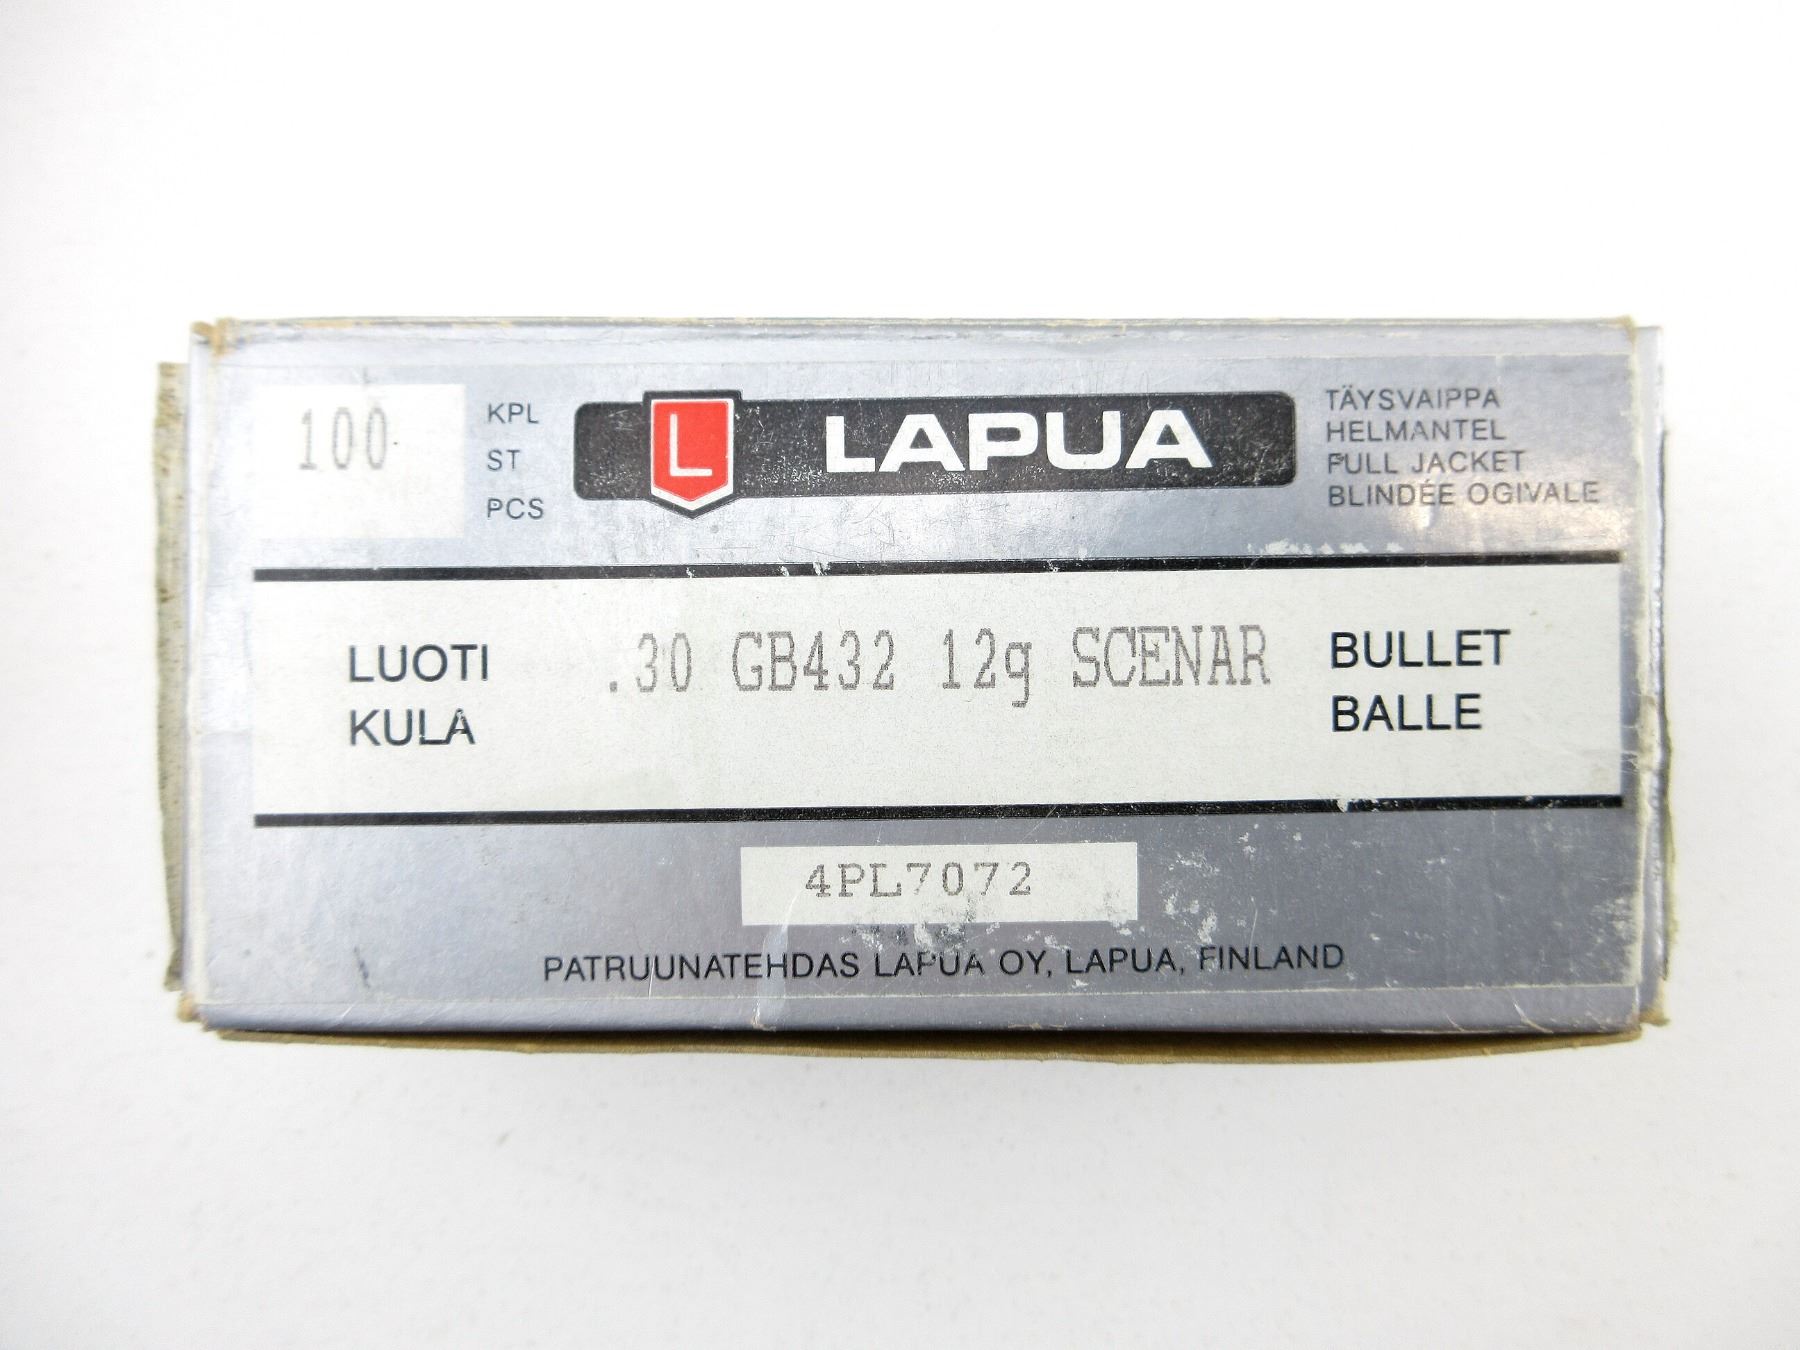 100
KPL
ST
PCS
L LAPUA
TÄYSVAIPPA
HELMANTEL
FULL JACKET
BLINDÉE OGIVALE
LUOTI
KULA
.30 GB432 12g SCENAR
BULLET
BALLE
4PL7072
PATRUUNATEHDAS LAPUA OY, LAPUA, FINLAND